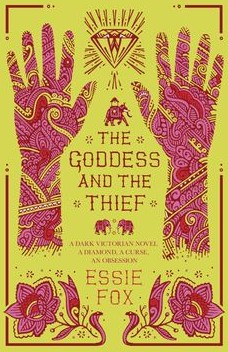 THE
GODDESS
AND THE
THIEF
A DARK VICTORIAN NOVEL
A DIAMOND, A CURSE,
AN OBSESSION
ESSIE
FOX